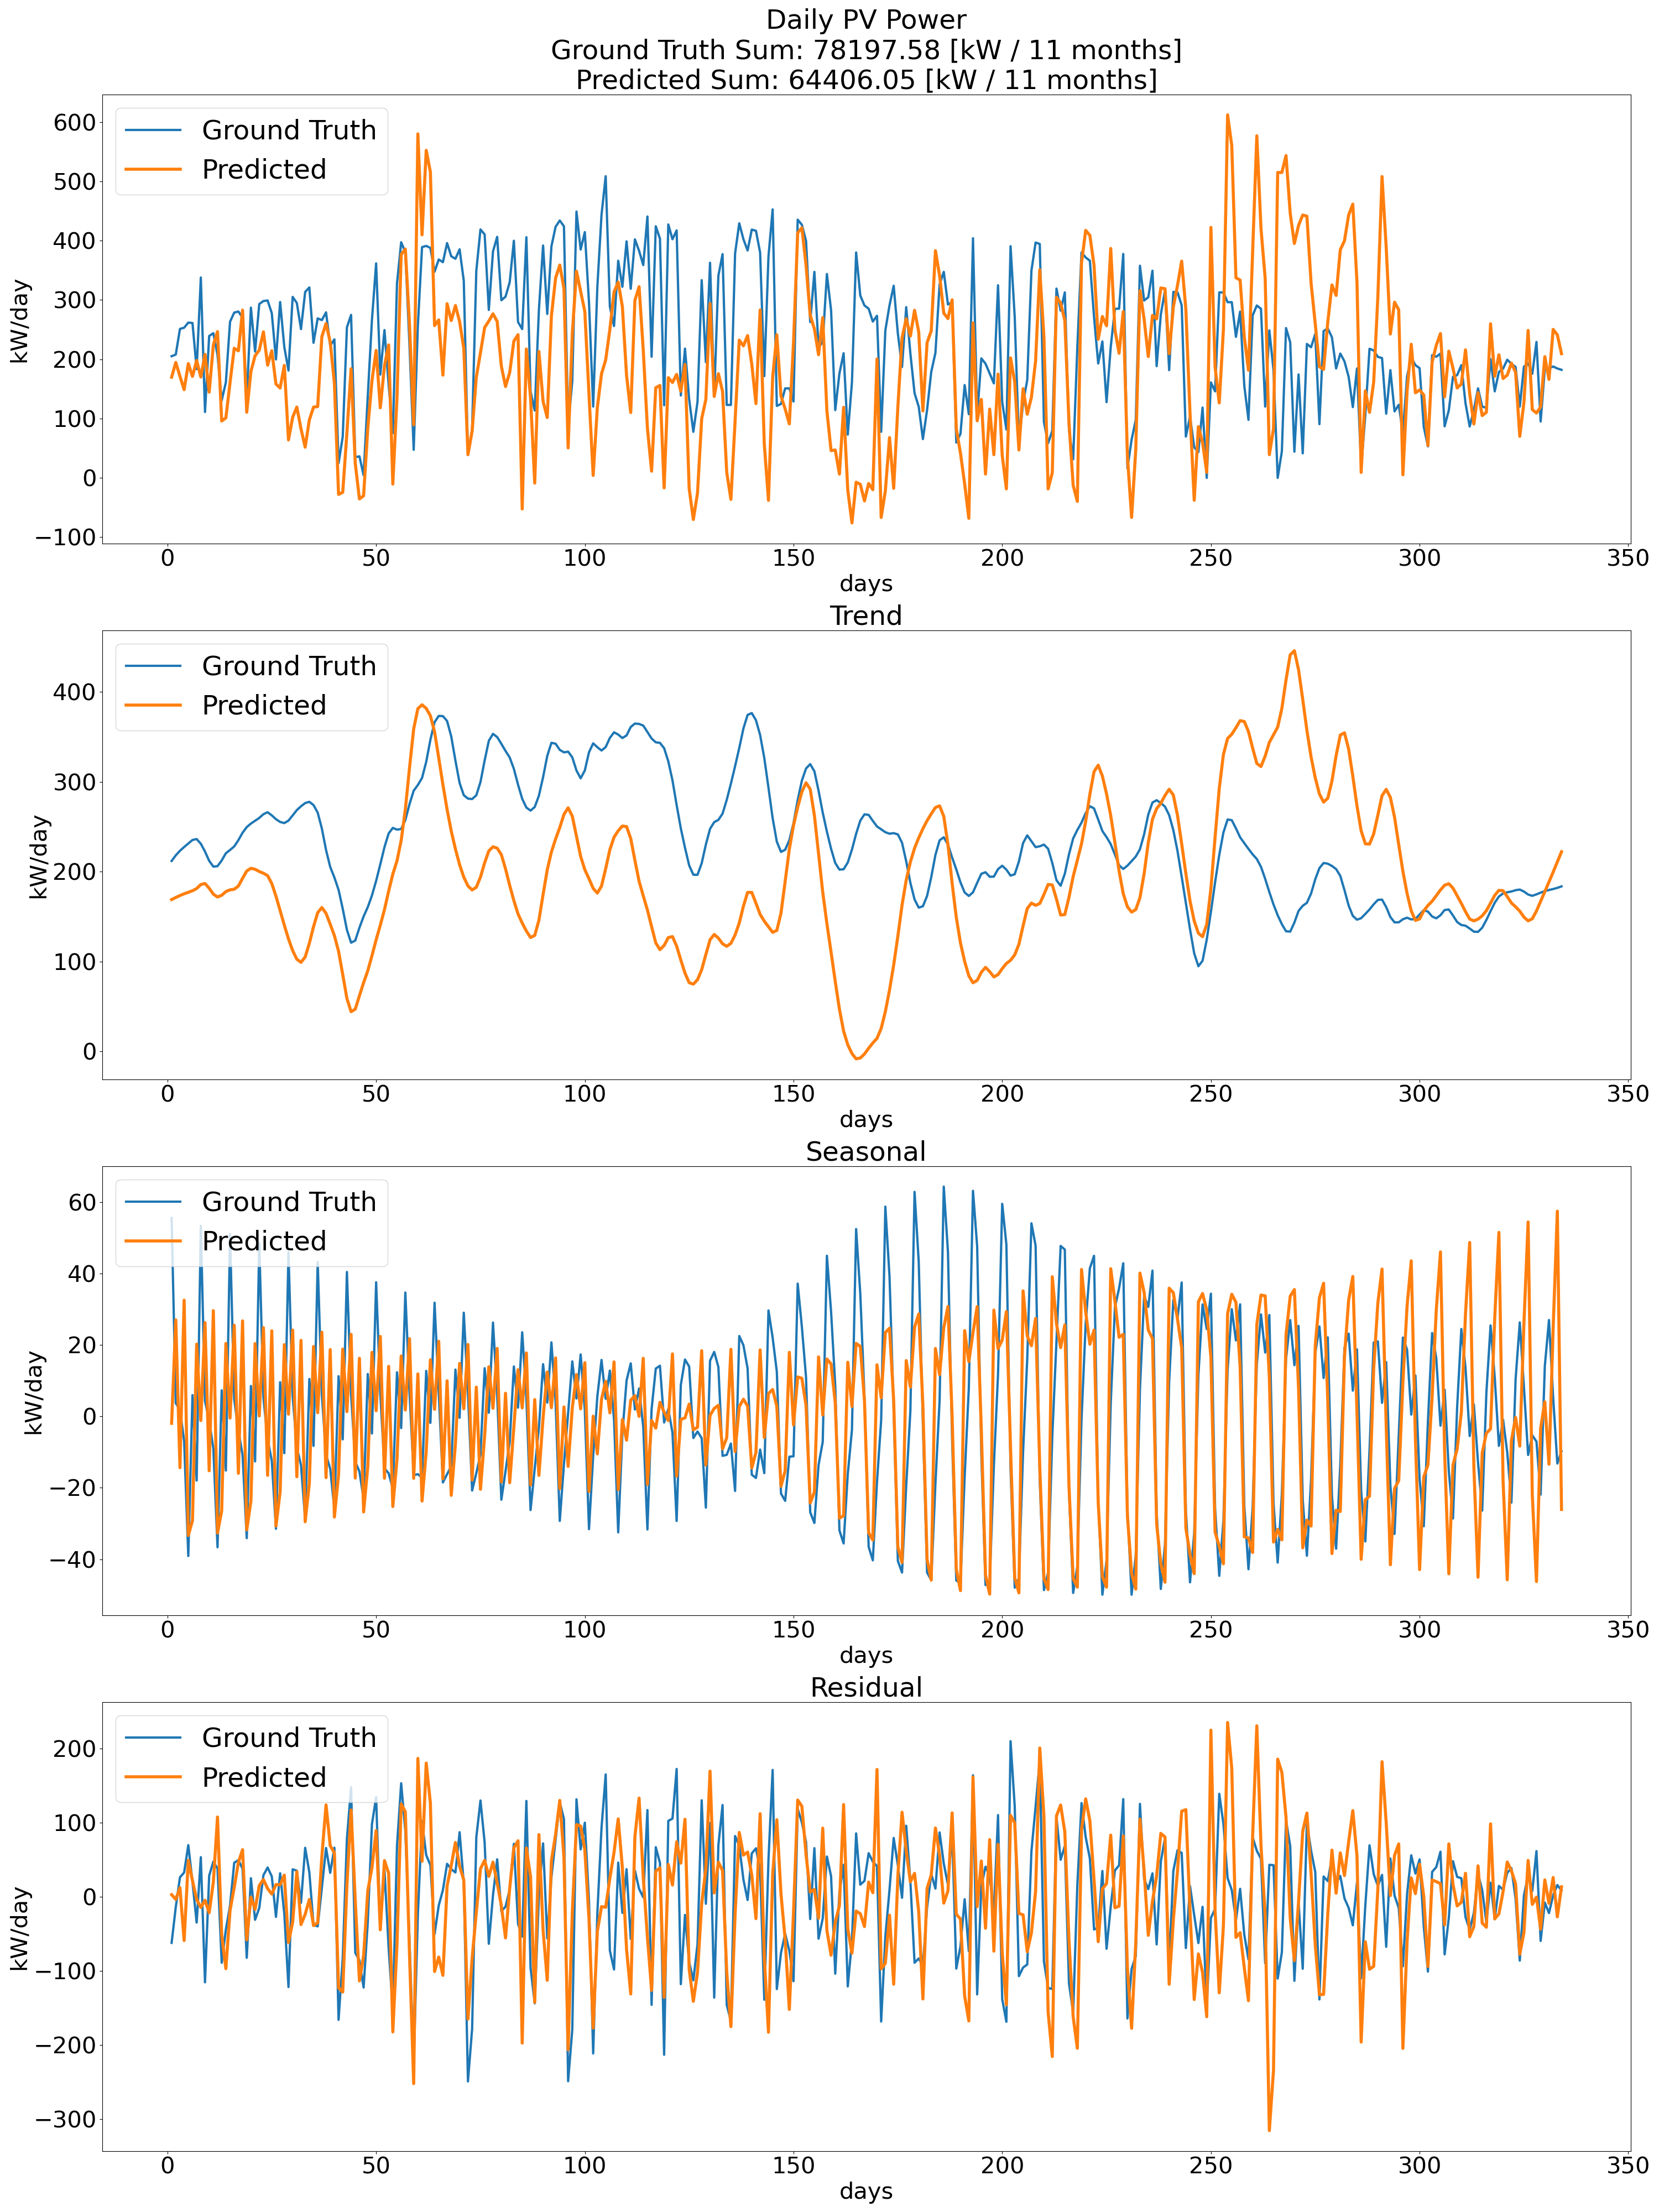 Daily PV Power
Ground Truth Sum: 78197.58 [kW / 11 months]
Predicted Sum: 64406.05 [kW / 11 months]
Ground Truth
Predicted
kW/day
600
500
400
300
200
100
0
−100
0 50 100 150 200 250 300 350
days
Trend
Ground Truth
Predicted
kW/day
400
300
200
100
0
0 50 100 150 200 250 300 350
days
Seasonal
Ground Truth
Predicted
kW/day
60
40
20
0
−20
−40
0 50 100 150 200 250 300 350
days
Residual
Ground Truth
Predicted
kW/day
200
100
0
−100
−200
−300
0 50 100 150 200 250 300 350
days